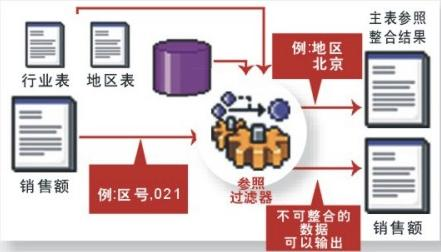 行业表
地区表
销售额
例:区号,021
参照
过滤器
例:地区
北京
不可整合的
数据
可以输出
主表参照
整合结果
销售额